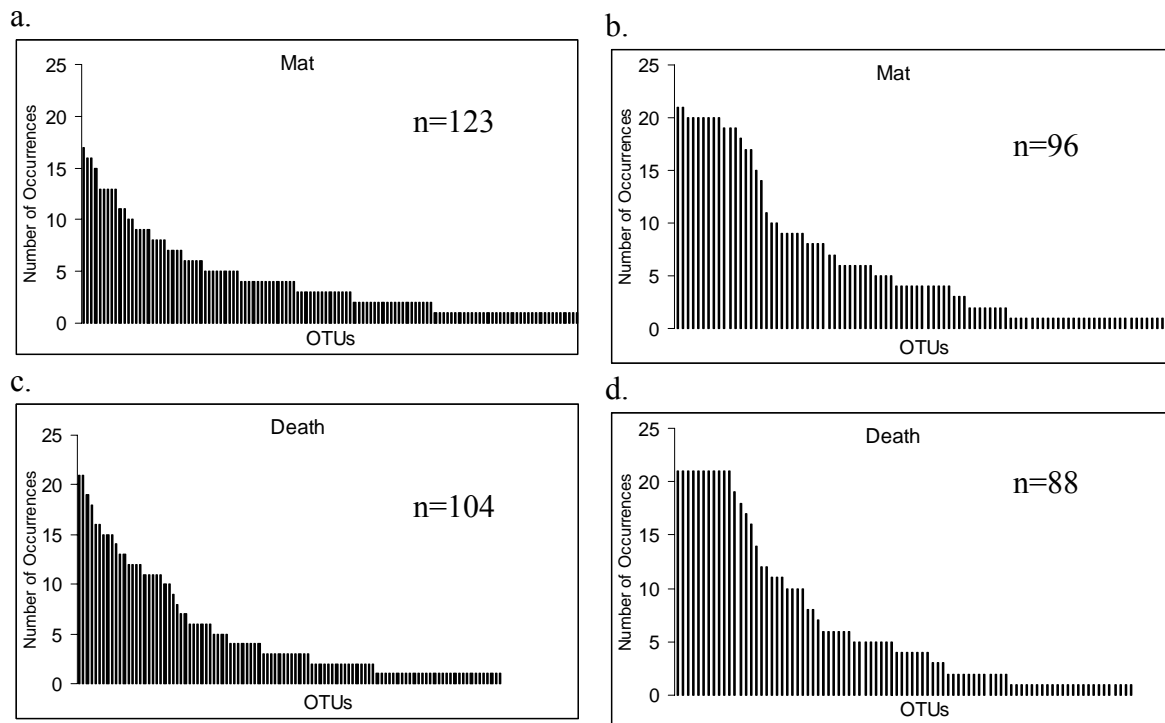 a.
Mat
n=123
25
20
15
10
5
0
Number of Occurrences
OTUs
b.
Mat
n=96
25
20
15
10
5
0
Number of Occurrences
OTUs
c.
Death
n=104
25
20
15
10
5
0
Number of Occurrences
OTUs
d.
Death
n=88
25
20
15
10
5
0
Number of Occurrences
OTUs